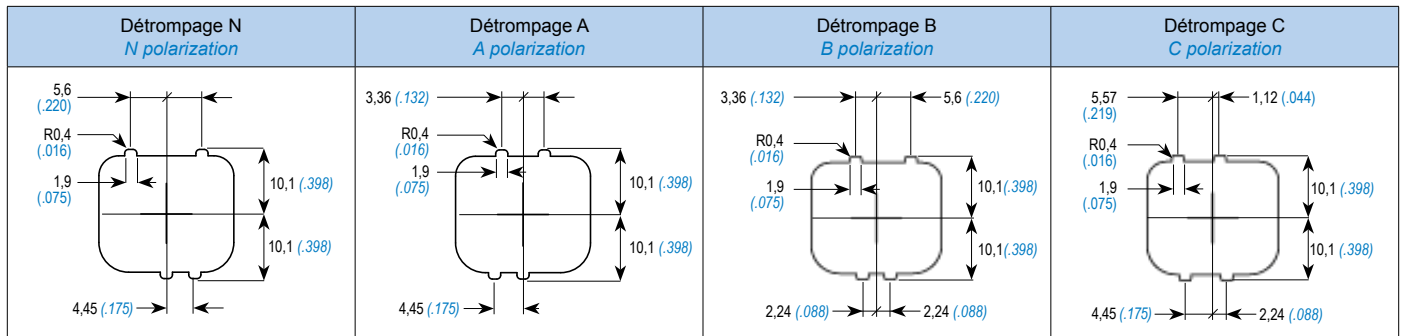 Détrompage N
N polarization
Détrompage A
A polarization
Détrompage B
B polarization
Détrompage C
C polarization
5,6
(.220)
R0,4
(.016)
1,9
(.075)
10,1 (.398)
10,1 (.398)
4,45 (.175)
3,36 (.132)
R0,4
(.016)
1,9
(.075)
10,1 (.398)
10,1 (.398)
4,45 (.175)
3,36 (.132)
5,6 (.220)
R0,4
(.016)
1,9
(.075)
10,1(.398)
10,1(.398)
2,24 (.088)
2,24 (.088)
5,57
(.219)
1,12 (.044)
R0,4
(.016)
1,9
(.075)
10,1 (.398)
10,1 (.398)
4,45 (.175)
2,24 (.088)